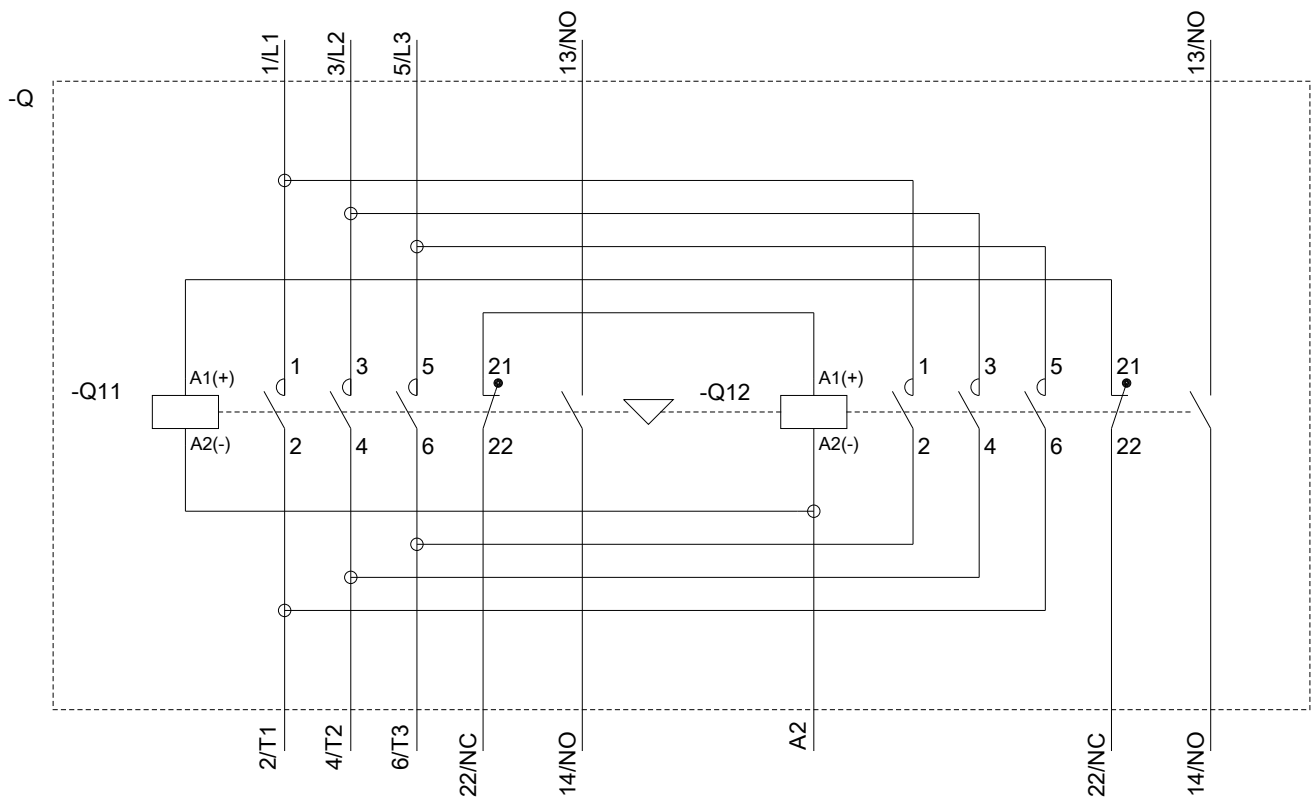 1/L1
3/L2
5/L3
13/NO
13/NO
-Q
1
3
5
21
1
3
5
21
A1(+)
A1(+)
-Q11
-Q12
A2(-)
2
4
6
22
A2(-)
2
4
6
22
2/T1
4/T2
6/T3
22/NC
14/NO
A2
22/NC
14/NO